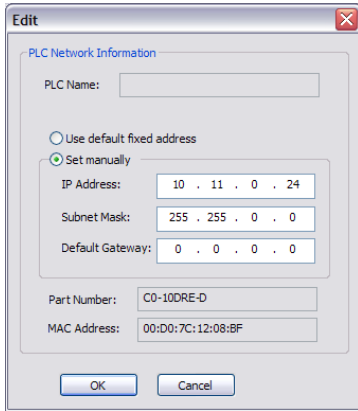 Edit
PLC Network Information
PLC Name:
Use default fixed address
Set manually
IP Address: 10 . 11 . 0 . 24
Subnet Mask: 255 . 255 . 0 . 0
Default Gateway: 0 . 0 . 0 . 0
Part Number: C0-10DRE-D
MAC Address: 00:D0:7C:12:08:BF
OK Cancel